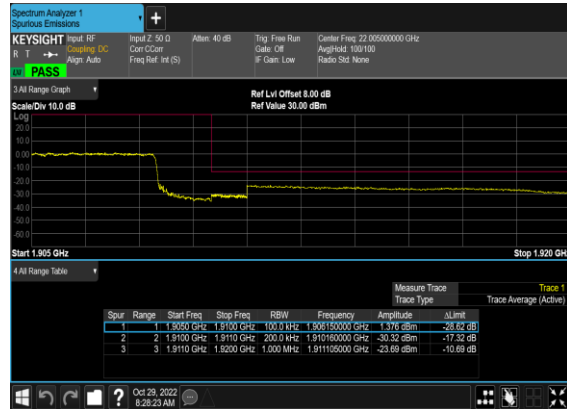 Spectrum Analyzer 1
Spurious Emissions
+
KEYSIGHT Input: RF Input Z: 50 Ω Atten: 40 dB Trig: Free Run Center Freq: 22.005000000 GHz
R T Coupling: DC Corr CCorr Gate: Off Avg|Hold: 100/100
Align: Auto Freq Ref: Int (S) IF Gain: Low Radio Std: None
PASS
3 All Range Graph
Ref Lvl Offset 8.00 dB
Scale/Div 10.0 dB Ref Value 30.00 dBm
Log
20.0
10.0
0.00
-10.0
-20.0
-30.0
-40.0
-50.0
-60.0
Start 1.905 GHz Stop 1.920 GHz
4 All Range Table
Measure Trace Trace 1
Trace Type Trace Average (Active)
Spur Range Start Freq Stop Freq RBW Frequency Amplitude ΔLimit
1 1 1.9050 GHz 1.9100 GHz 100.0 kHz 1.906150000 GHz 1.376 dBm -28.62 dB
2 2 1.9100 GHz 1.9110 GHz 200.0 kHz 1.910160000 GHz -30.32 dBm -17.32 dB
3 3 1.9110 GHz 1.9200 GHz 1.000 MHz 1.911105000 GHz -23.69 dBm -10.69 dB
? Oct 29, 2022
8:28:23 AM